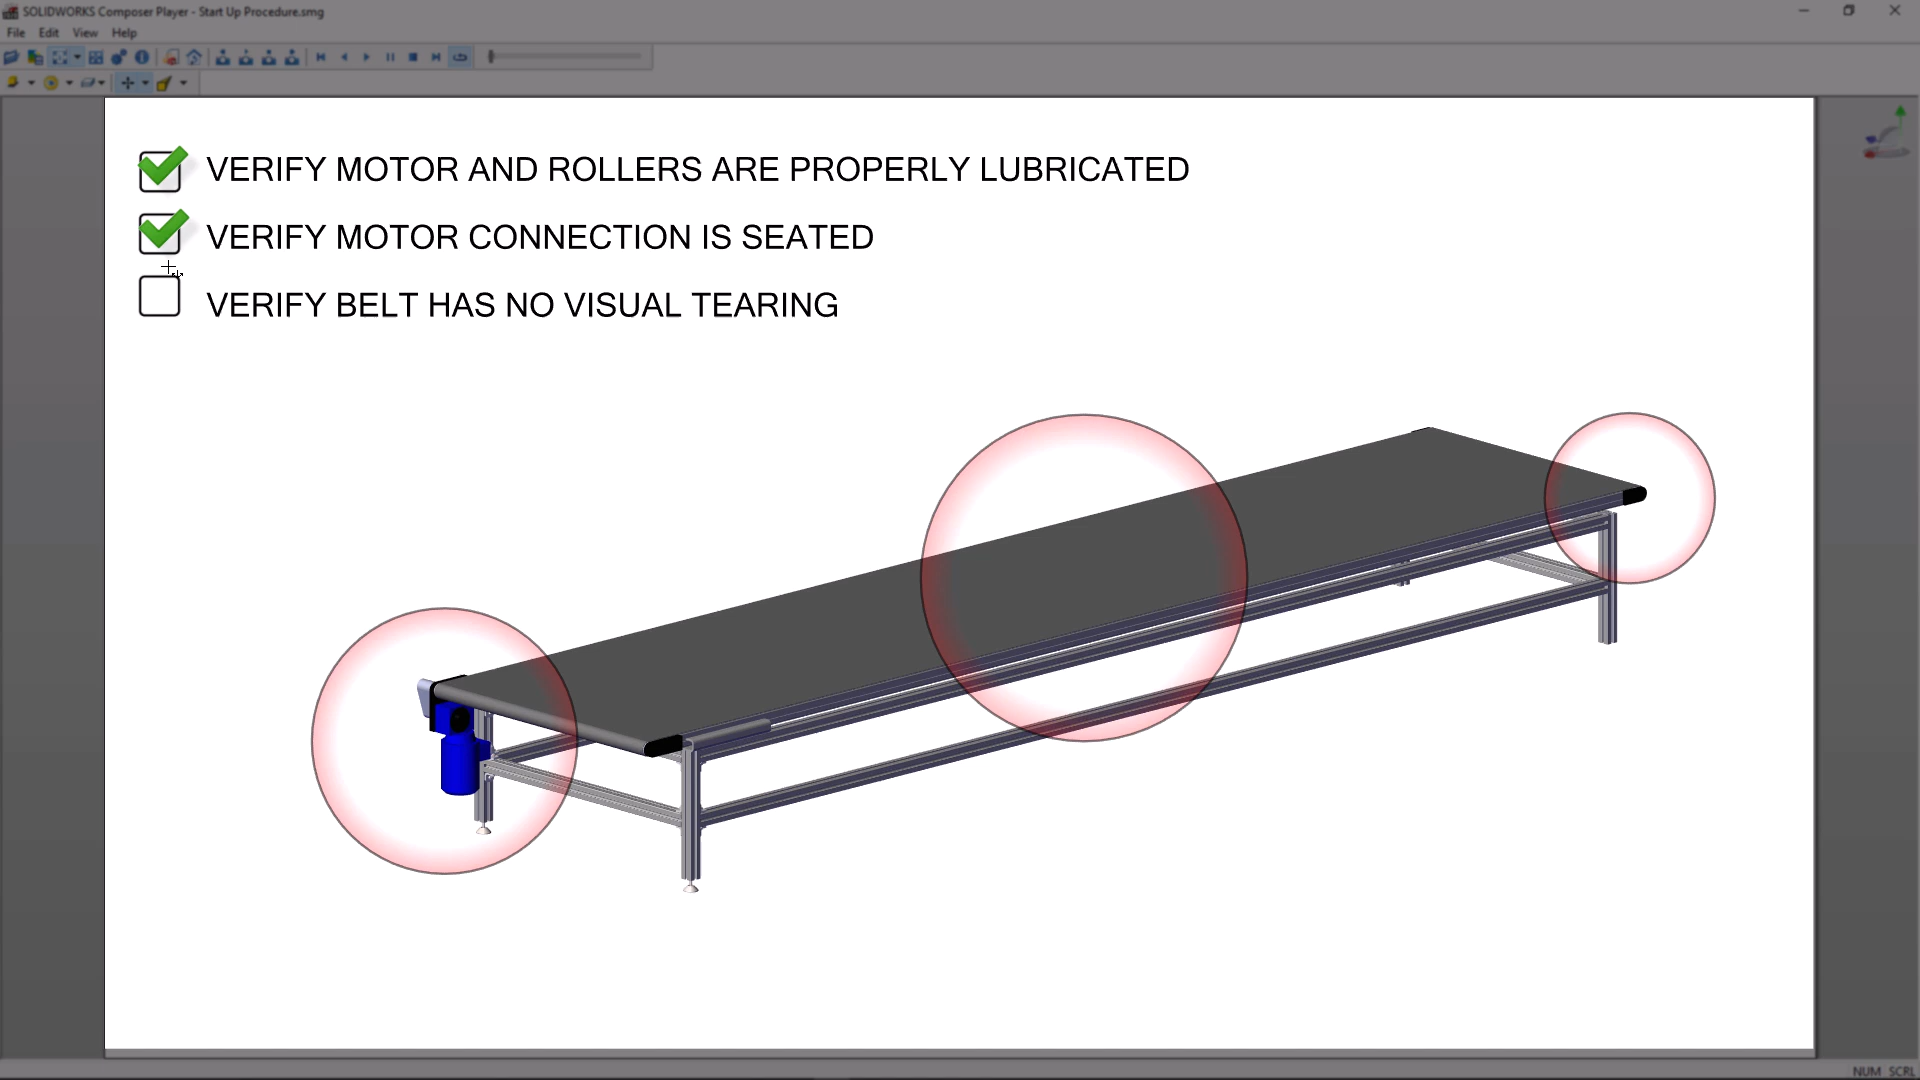 SOLIDWORKS Composer Player - Start Up Procedure.smg
File Edit View Help
VERIFY MOTOR AND ROLLERS ARE PROPERLY LUBRICATED
VERIFY MOTOR CONNECTION IS SEATED
VERIFY BELT HAS NO VISUAL TEARING
NUM SCRL